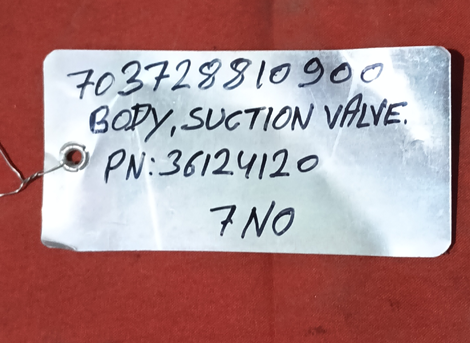 703728810900
BODY, SUCTION VALVE.
PN: 36124120
7 NO